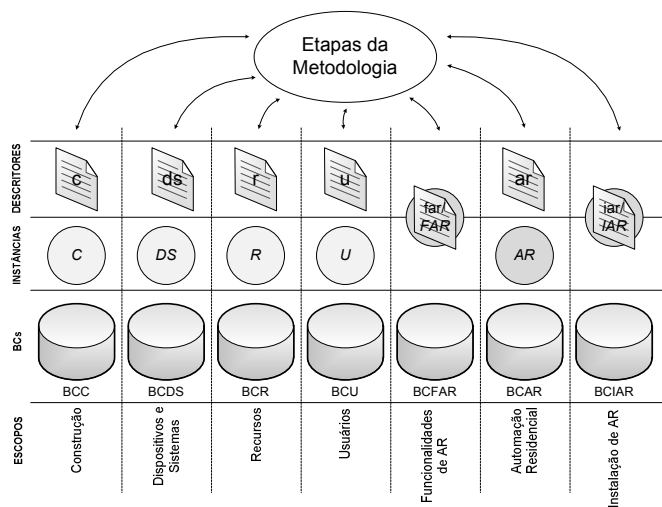 Etapas da
Metodologia
DESCRITORES
c
ds
r
u
far/
FAR
ar
iar/
IAR
INSTÂNCIAS
C
DS
R
U
AR
BCs
BCC
BCDS
BCR
BCU
BCFAR
BCAR
BCIAR
ESCOPOS
Construção
Dispositivos e
Sistemas
Recursos
Usuários
Funcionalidades
de AR
Automação
Residencial
Instalação de AR